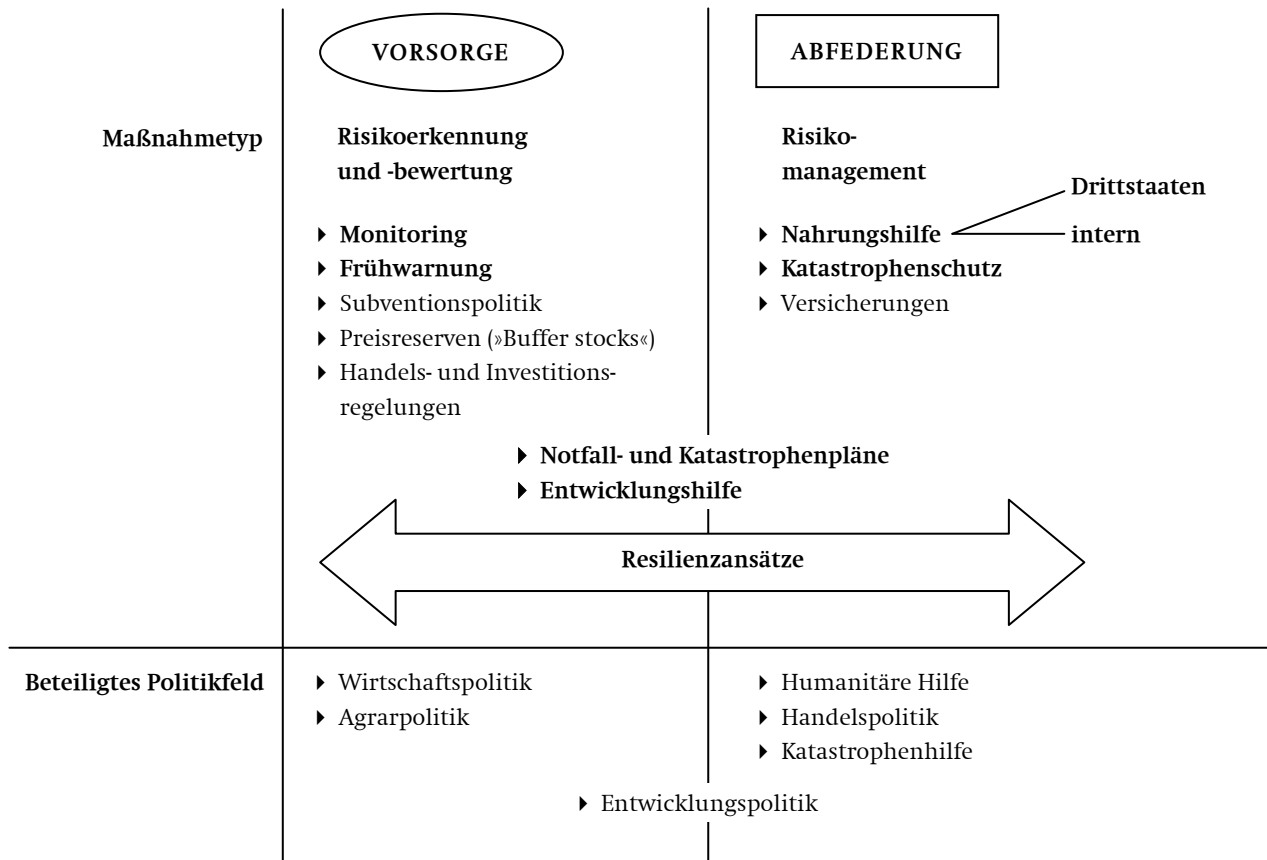 VORSORGE
ABFEDERUNG
Maßnahmetyp
Risikoerkennung
und -bewertung
Risiko-
management
Drittstaaten
Monitoring
Nahrungshilfe
intern
Frühwarnung
Katastrophenschutz
Subventionspolitik
Versicherungen
Preisreserven (»Buffer stocks«)
Handels- und Investitions-
regelungen
Notfall- und Katastrophenpläne
Entwicklungshilfe
Resilienzansätze
Beteiligtes Politikfeld
Wirtschaftspolitik
Humanitäre Hilfe
Agrarpolitik
Handelspolitik
Katastrophenhilfe
Entwicklungspolitik